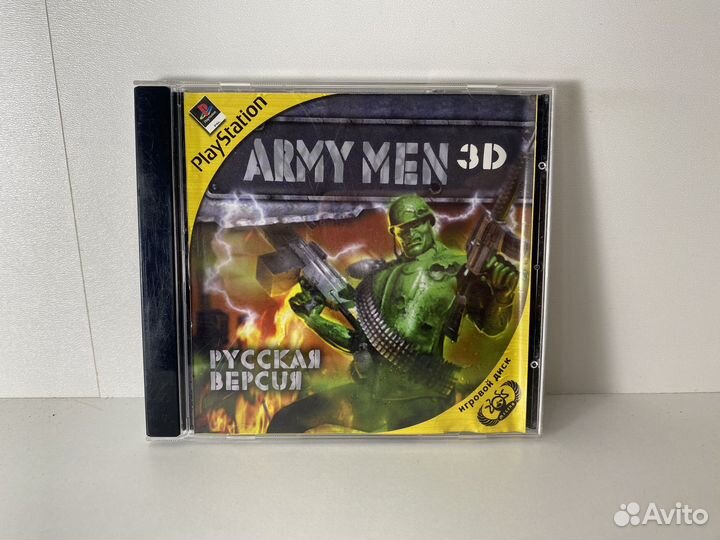 PlayStation
ARMY MEN 3D
РУССКАЯ
ВЕРСИЯ
игровой диск
Avito